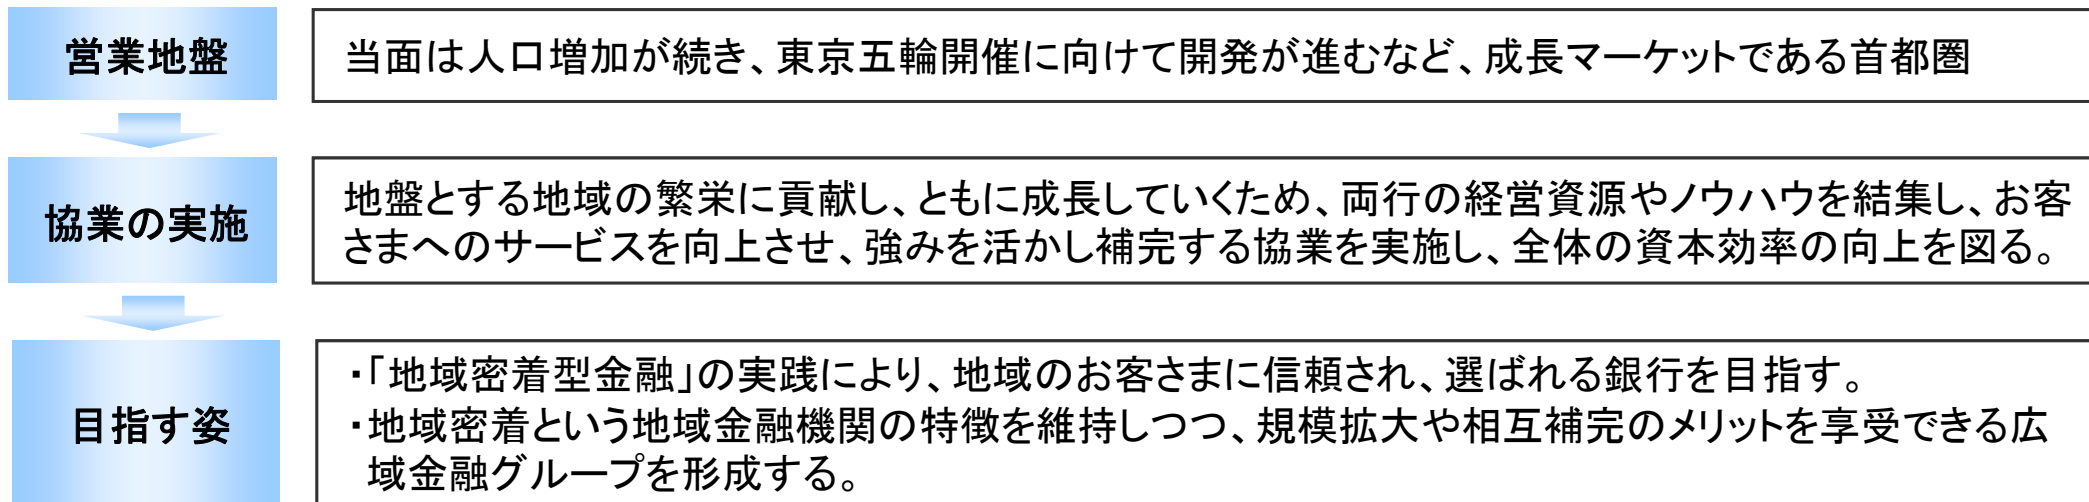 営業地盤
当面は人口増加が続き、東京五輪開催に向けて開発が進むなど、成長マーケットである首都圏
協業の実施
地盤とする地域の繁栄に貢献し、ともに成長していくため、両行の経営資源やノウハウを結集し、お客
さまへのサービスを向上させ、強みを活かし補完する協業を実施し、全体の資本効率の向上を図る。
目指す姿
・「地域密着型金融」の実践により、地域のお客さまに信頼され、選ばれる銀行を目指す。
・地域密着という地域金融機関の特徴を維持しつつ、規模拡大や相互補完のメリットを享受できる広
域金融グループを形成する。